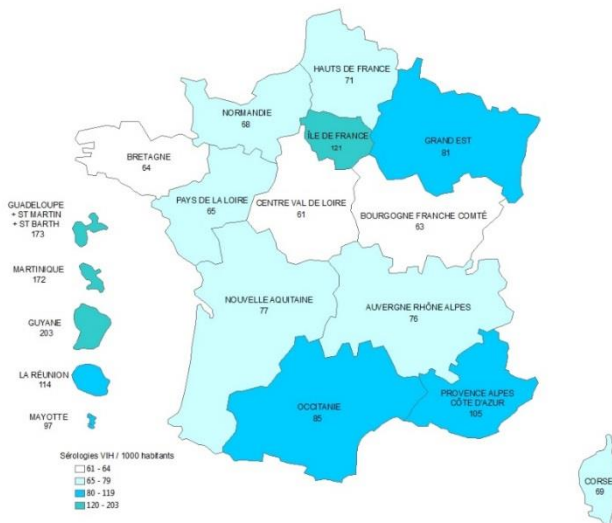 HAUTS DE FRANCE
71
NORMANDIE
68
ÎLE DE FRANCE
121
GRAND EST
81
BRETAGNE
64
PAYS DE LA LOIRE
65
CENTRE VAL DE LOIRE
61
BOURGOGNE FRANCHE COMTÉ
63
GUADELOUPE
+ ST MARTIN
+ ST BARTH
173
MARTINIQUE
172
GUYANE
203
LA RÉUNION
114
MAYOTTE
97
NOUVELLE AQUITAINE
77
AUVERGNE RHÔNE ALPES
76
OCCITANIE
85
PROVENCE ALPES
CÔTE D'AZUR
105
CORSE
69
Sérologies VIH / 1000 habitants
61 - 64
65 - 79
80 - 119
120 - 203